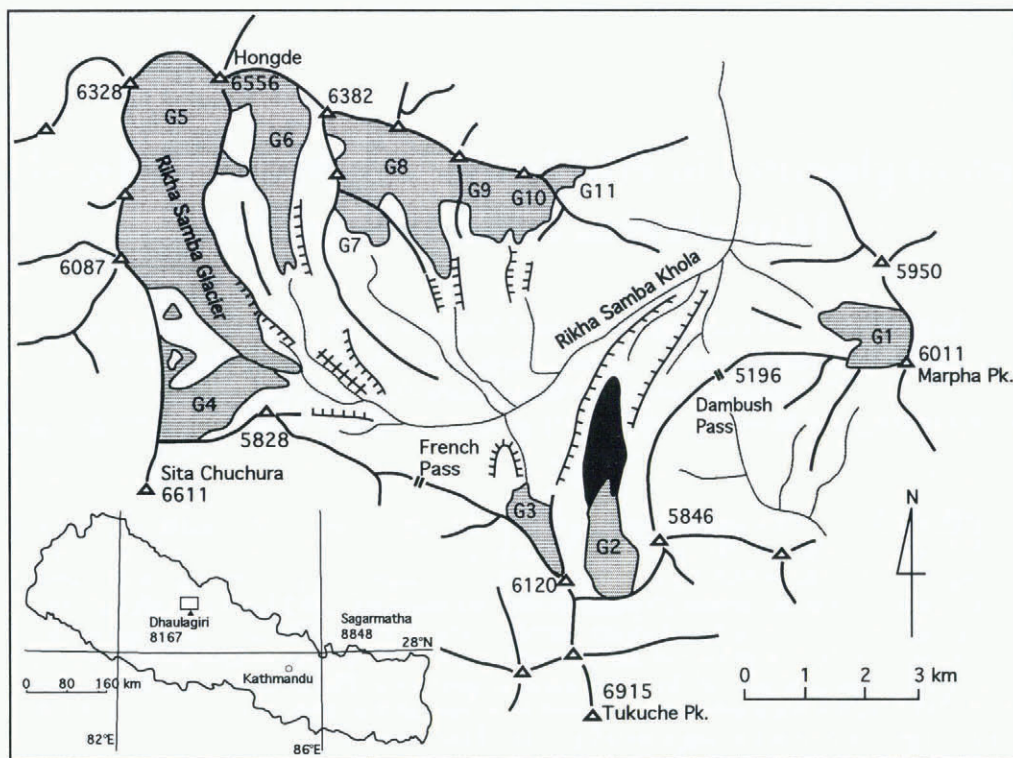 Hongde
6556
6328
6382
G5
G6
G8
G9
G10
G11
G7
Rikha Samba Glacier
6087
Rikha Samba Khola
5950
G1
6011
Marpha Pk.
5196
Dambush
Pass
G4
5828
French
Pass
Sita Chuchura
6611
G3
G2
5846
N
6120
6915
Tukuche Pk.
0 1 2 3 km
Dhaulagiri
8167
Sagarmatha
8848
28°N
Kathmandu
0 80 160 km
82°E
86°E